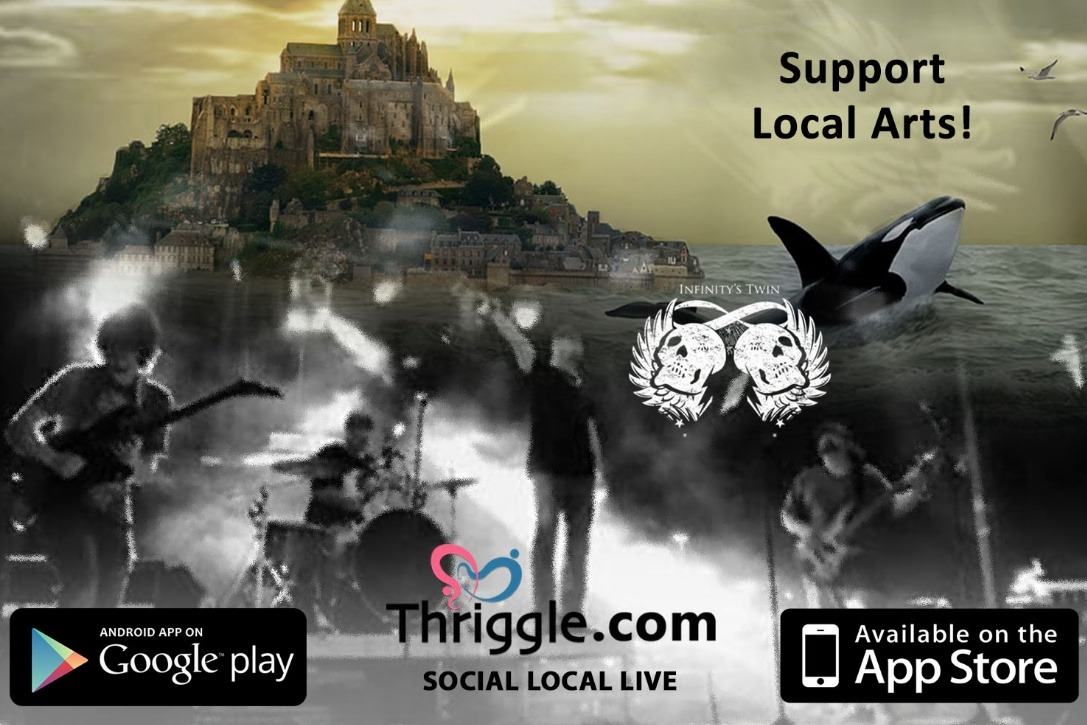 Support
Local Arts!
Infinity's Twin
Thriggle.com
SOCIAL LOCAL LIVE
ANDROID APP ON
Google play
Available on the
App Store